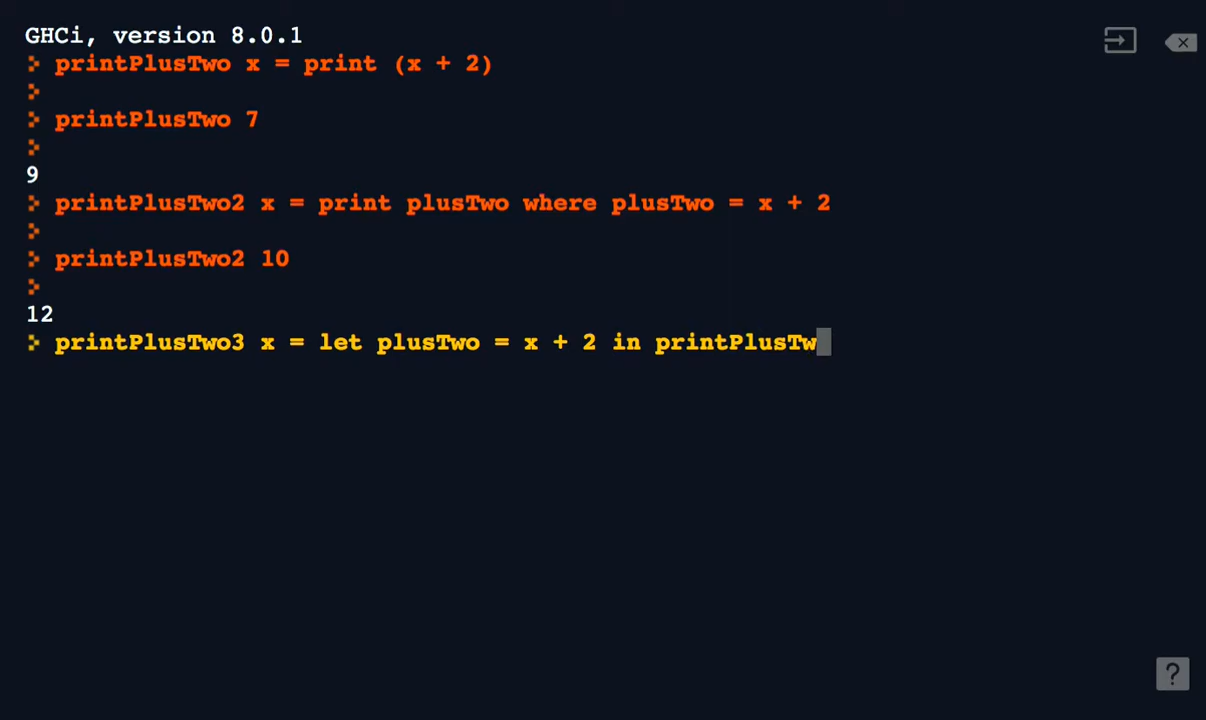 GHCi, version 8.0.1
printPlusTwo x = print (x + 2)
printPlusTwo 7
9
printPlusTwo2 x = print plusTwo where plusTwo = x + 2
printPlusTwo2 10
12
printPlusTwo3 x = let plusTwo = x + 2 in printPlusTw
?